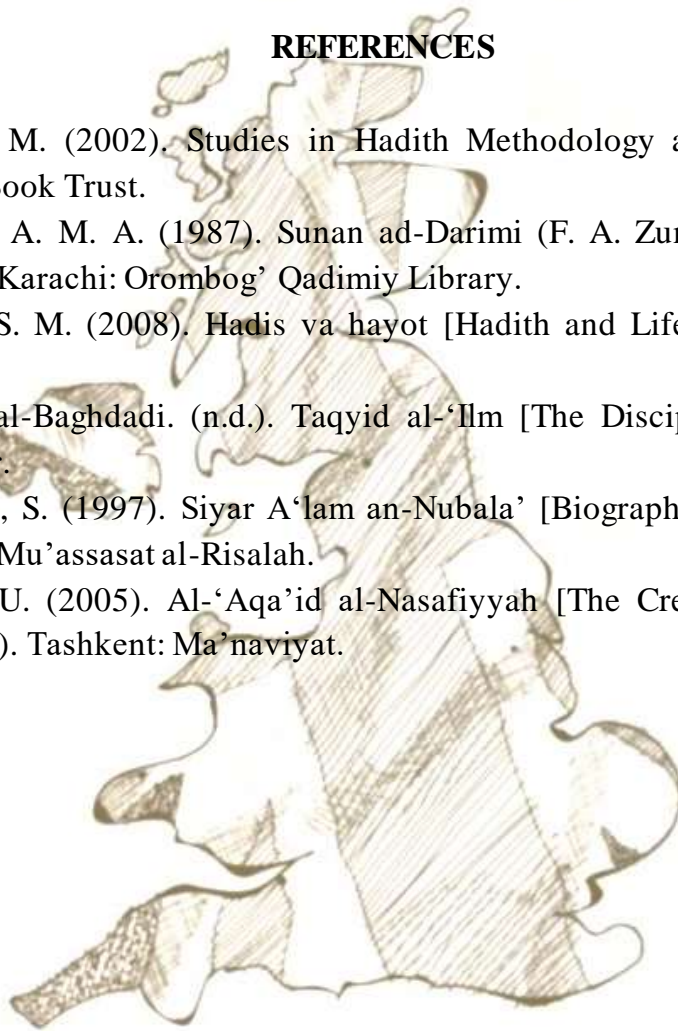 REFERENCES
M. (2002). Studies in Hadith Methodology a
Book Trust.
A. M. A. (1987). Sunan ad-Darimi (F. A. Zur
Karachi: Orombog’ Qadimiy Library.
S. M. (2008). Hadis va hayot [Hadith and Life
al-Baghdadi. (n.d.). Taqyid al-‘Ilm [The Discip
, S. (1997). Siyar A‘lam an-Nubala’ [Biograph
Mu’assasat al-Risalah.
U. (2005). Al-‘Aqa’id al-Nasafiyyah [The Cre
). Tashkent: Ma’naviyat.